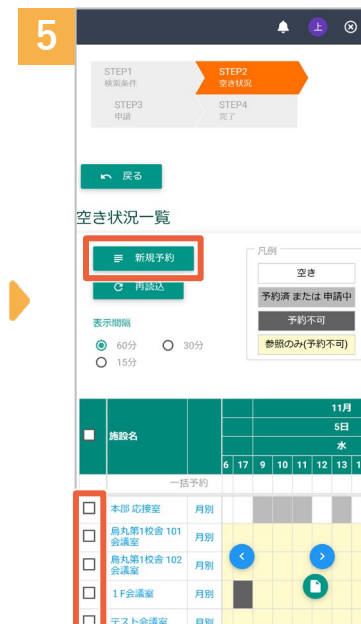 5
上
STEP1
検索条件
STEP2
空き状況
STEP3
申請
STEP4
完了
戻る
空き状況一覧
新規予約
再読込
凡例
空き
予約済 または 申請中
予約不可
参照のみ(予約不可)
表示間隔
60分
30分
15分
施設名
11月
5日
水
6 17 9 10 11 12 13 1
一括予約
本部 応接室 月別
烏丸第1校舎 101
会議室
月別
烏丸第1校舎 102
会議室
月別
1F会議室 月別
テスト会議室 月別